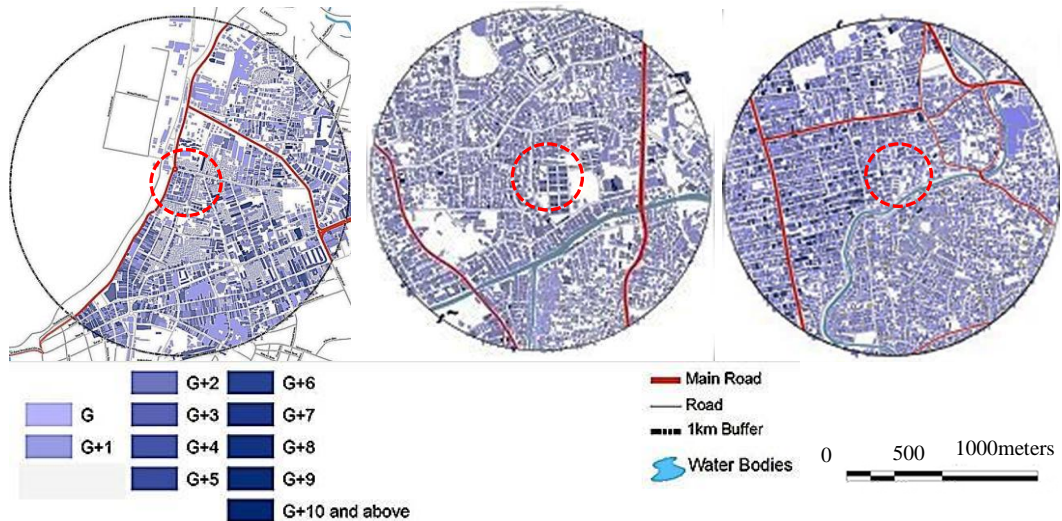 G
G+1
G+2
G+3
G+4
G+5
G+6
G+7
G+8
G+9
G+10 and above
Main Road
Road
1km Buffer
Water Bodies
0 500 1000meters